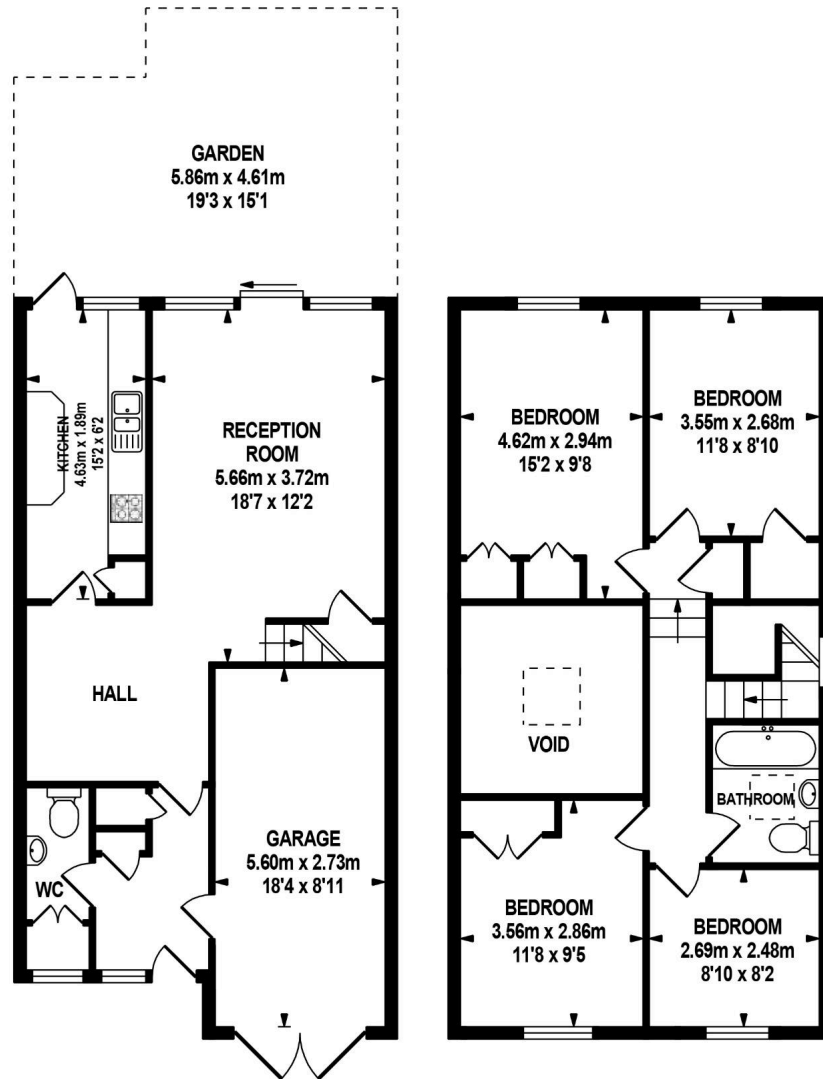 GARDEN
5.86m x 4.61m
19'3 x 15'1
KITCHEN
4.63m x 1.89m
15'2 x 6'2
RECEPTION
ROOM
5.66m x 3.72m
18'7 x 12'2
HALL
WC
GARAGE
5.60m x 2.73m
18'4 x 8'11
BEDROOM
4.62m x 2.94m
15'2 x 9'8
BEDROOM
3.55m x 2.68m
11'8 x 8'10
VOID
BATHROOM
BEDROOM
3.56m x 2.86m
11'8 x 9'5
BEDROOM
2.69m x 2.48m
8'10 x 8'2